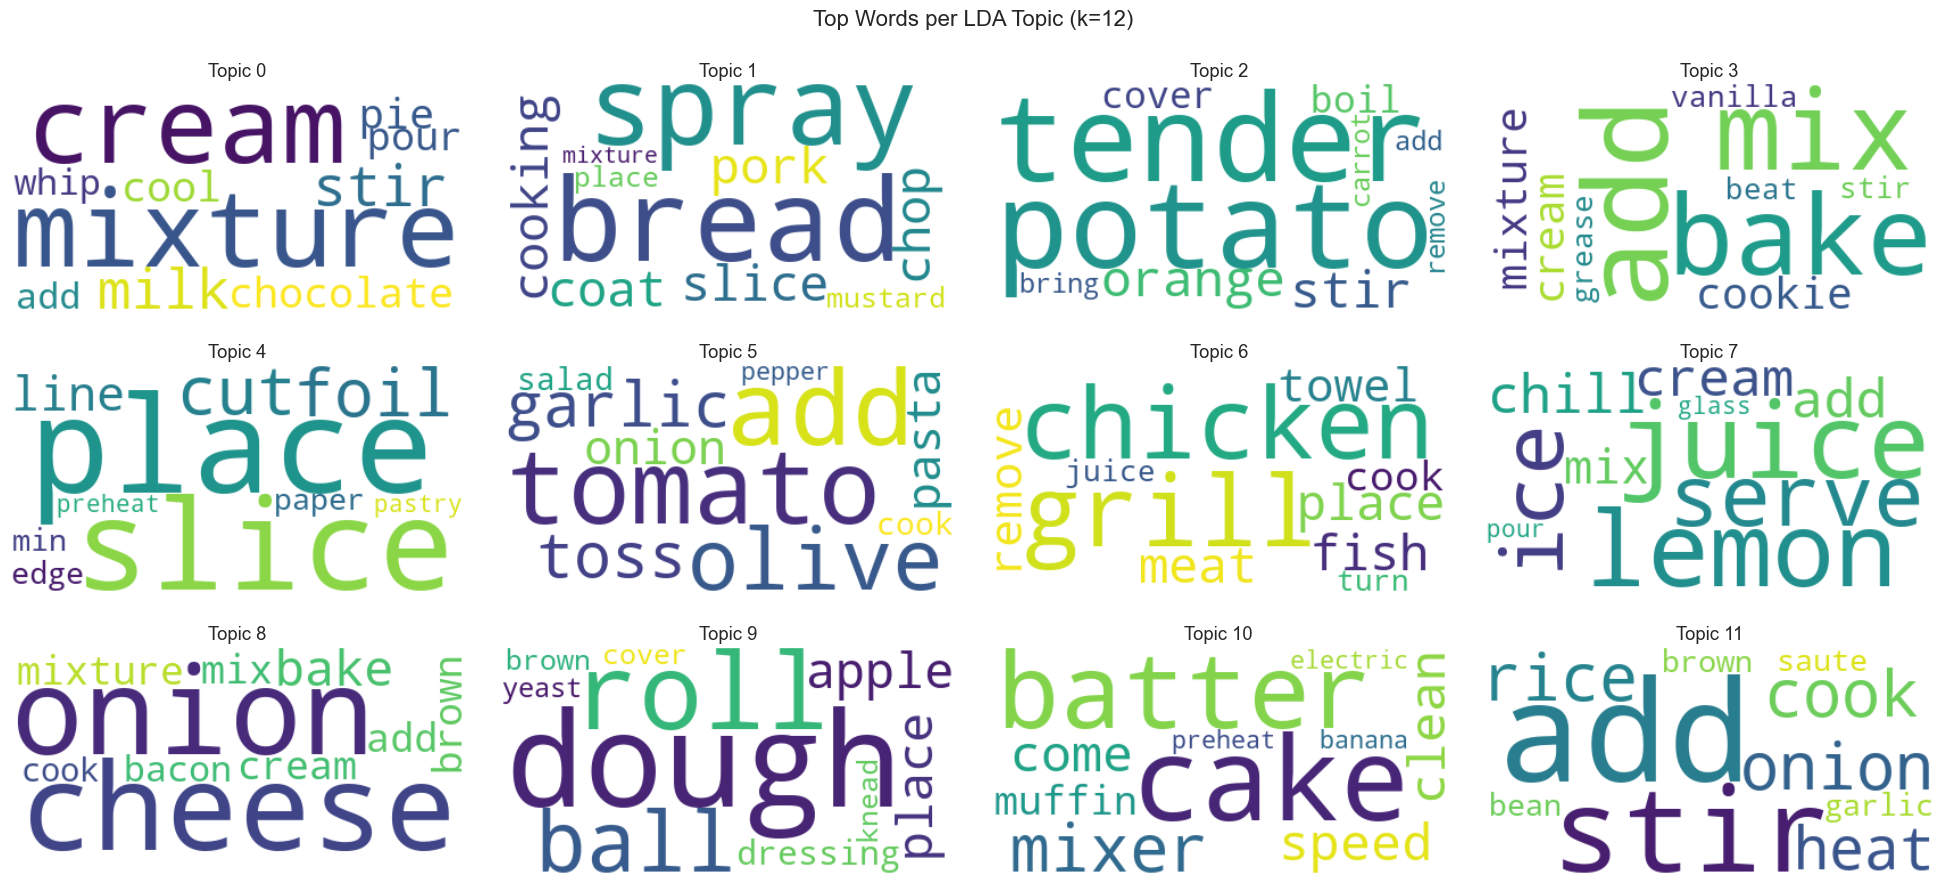 Top Words per LDA Topic (k=12)
Topic 0
cream
pie
pour
whip
cool
stir
mixture
add
milk
chocolate
Topic 1
cooking
spray
mixture
place
pork
bread
chop
coat
slice
mustard
Topic 2
cover
boil
tender
carrot
add
potato
remove
bring
orange
stir
Topic 3
mixture
cream
grease
add
vanilla
mix
beat
stir
bake
cookie
Topic 4
line
cut
foil
place
preheat
paper
pastry
min
edge
slice
Topic 5
salad
pepper
garlic
add
pasta
onion
tomato
cook
toss
olive
Topic 6
remove
chicken
towel
juice
cook
grill
place
meat
fish
turn
Topic 7
chill
cream
glass
add
ice
juice
mix
serve
pour
lemon
Topic 8
mixture
mix
bake
brown
onion
add
cook
bacon
cream
cheese
Topic 9
brown
cover
yeast
roll
apple
dough
place
knead
ball
dressing
Topic 10
batter
electric
clean
come
preheat
banana
muffin
cake
mixer
speed
Topic 11
rice
brown
saute
add
cook
onion
bean
stir
garlic
heat